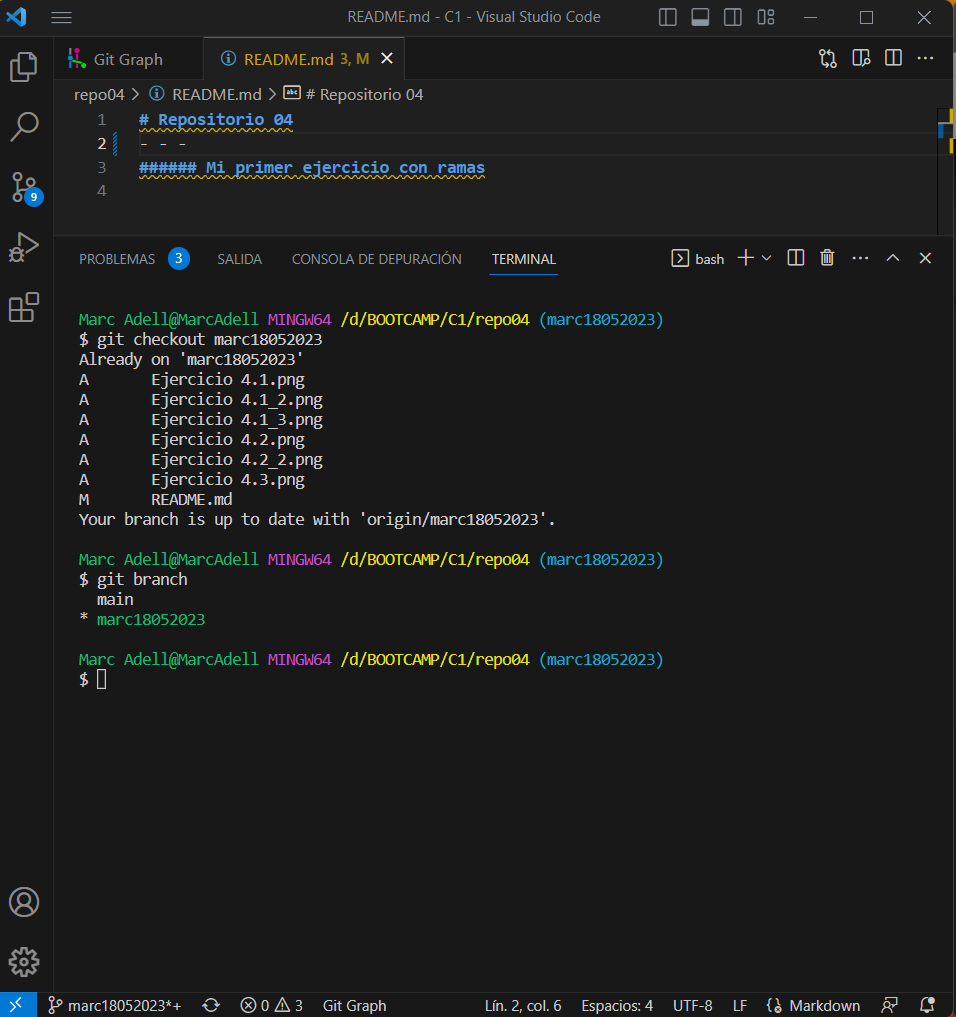 README.md - C1 - Visual Studio Code
Git Graph
README.md 3, M
repo04 > README.md > # Repositorio 04
1 # Repositorio 04
2 - - -
3 ###### Mi primer ejercicio con ramas
4
9
PROBLEMAS 3 SALIDA CONSOLA DE DEPURACIÓN TERMINAL bash
Marc Adell@MarcAdell MINGW64 /d/BOOTCAMP/C1/repo04 (marc18052023)
$ git checkout marc18052023
Already on 'marc18052023'
A Ejercicio 4.1.png
A Ejercicio 4.1_2.png
A Ejercicio 4.1_3.png
A Ejercicio 4.2.png
A Ejercicio 4.2_2.png
A Ejercicio 4.3.png
M README.md
Your branch is up to date with 'origin/marc18052023'.
Marc Adell@MarcAdell MINGW64 /d/BOOTCAMP/C1/repo04 (marc18052023)
$ git branch
main
* marc18052023
Marc Adell@MarcAdell MINGW64 /d/BOOTCAMP/C1/repo04 (marc18052023)
$
marc18052023*+ 0 3 Git Graph Lín. 2, col. 6 Espacios: 4 UTF-8 LF Markdown